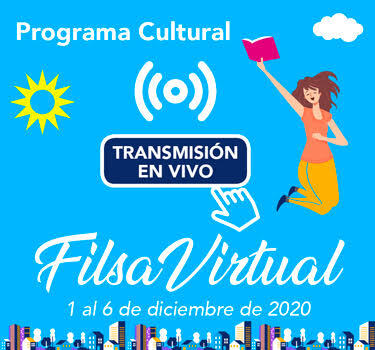 Programa Cultural
TRANSMISIÓN
EN VIVO
FilsaVirtual
1 al 6 de diciembre de 2020